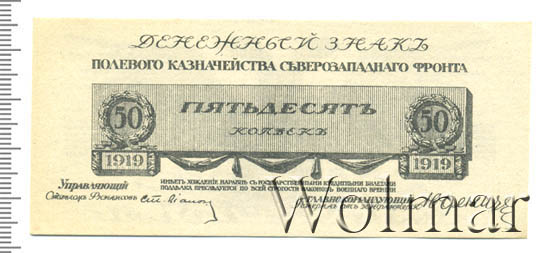 ДЕНЕЖНЫЙ ЗНАКЪ
ПОЛЕВОГО КАЗНАЧЕЙСТВА СѢВЕРОЗАПАДНАГО ФРОНТА
50
ПЯТЬДЕСЯТЪ
КОПѢЕКЪ
50
1919
1919
ИМѢЕТЪ ХОЖДЕНІЕ НАРАВНѢ СЪ ГОСУДАРСТВЕННЫМИ КРЕДИТНЫМИ БИЛЕТАМИ
ПОДДѢЛКА ПРЕСЛѢДУЕТСЯ ПО ВСЕЙ СТРОГОСТИ ЗАКОНОВЪ ВОЕННАГО ВРЕМЕНИ
Управляющій
ГЛАВНОКОМАНДУЮЩІЙ
Wolmar